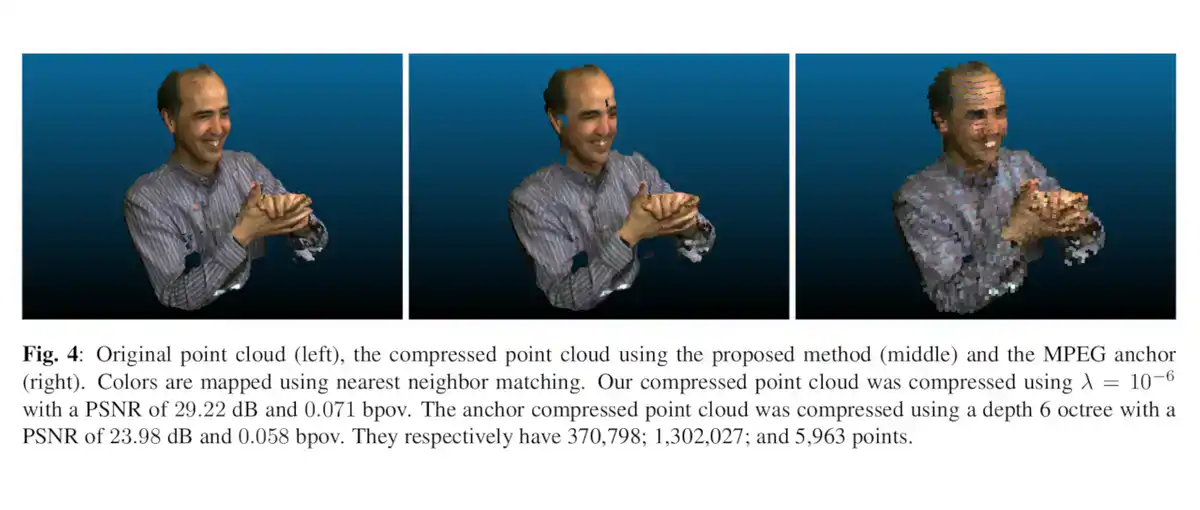 Fig. 4: Original point cloud (left), the compressed point cloud using the proposed method (middle) and the MPEG anchor
(right). Colors are mapped using nearest neighbor matching. Our compressed point cloud was compressed using λ = 10⁻⁶
with a PSNR of 29.22 dB and 0.071 bpov. The anchor compressed point cloud was compressed using a depth 6 octree with a
PSNR of 23.98 dB and 0.058 bpov. They respectively have 370,798; 1,302,027; and 5,963 points.